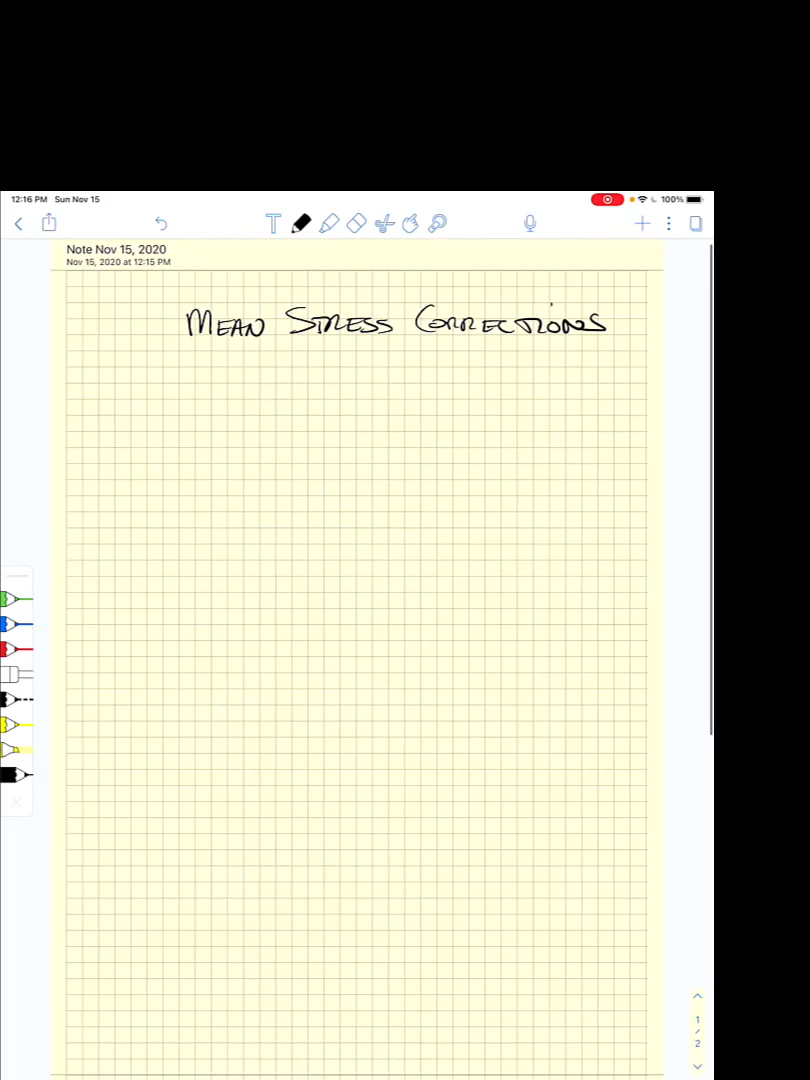 12:16 PM Sun Nov 15
100%
T
Note Nov 15, 2020
Nov 15, 2020 at 12:15 PM
MEAN STRESS CORRECTIONS
1
/
2